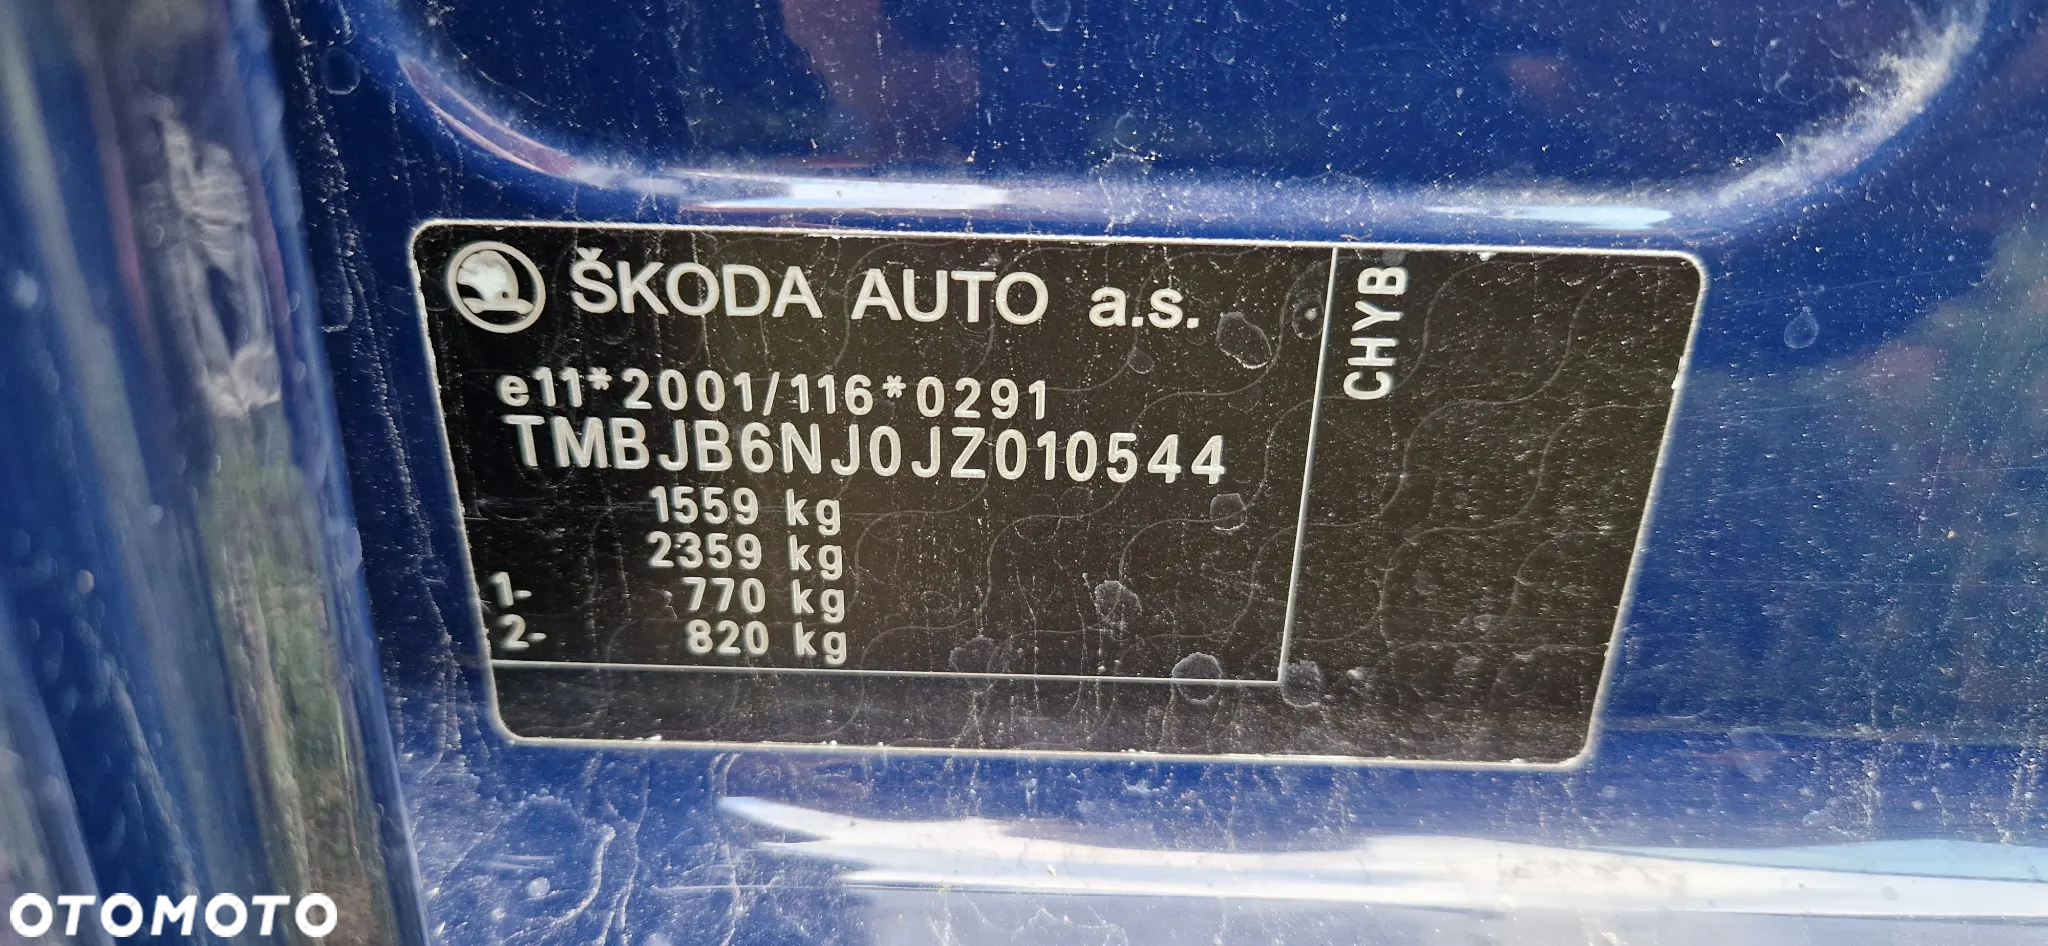 ŠKODA AUTO a.s.
e11*2001/116*0291
TMBJB6NJ0JZ010544
1559 kg
2359 kg
1- 770 kg
2- 820 kg
CHYB
OTOMOTO